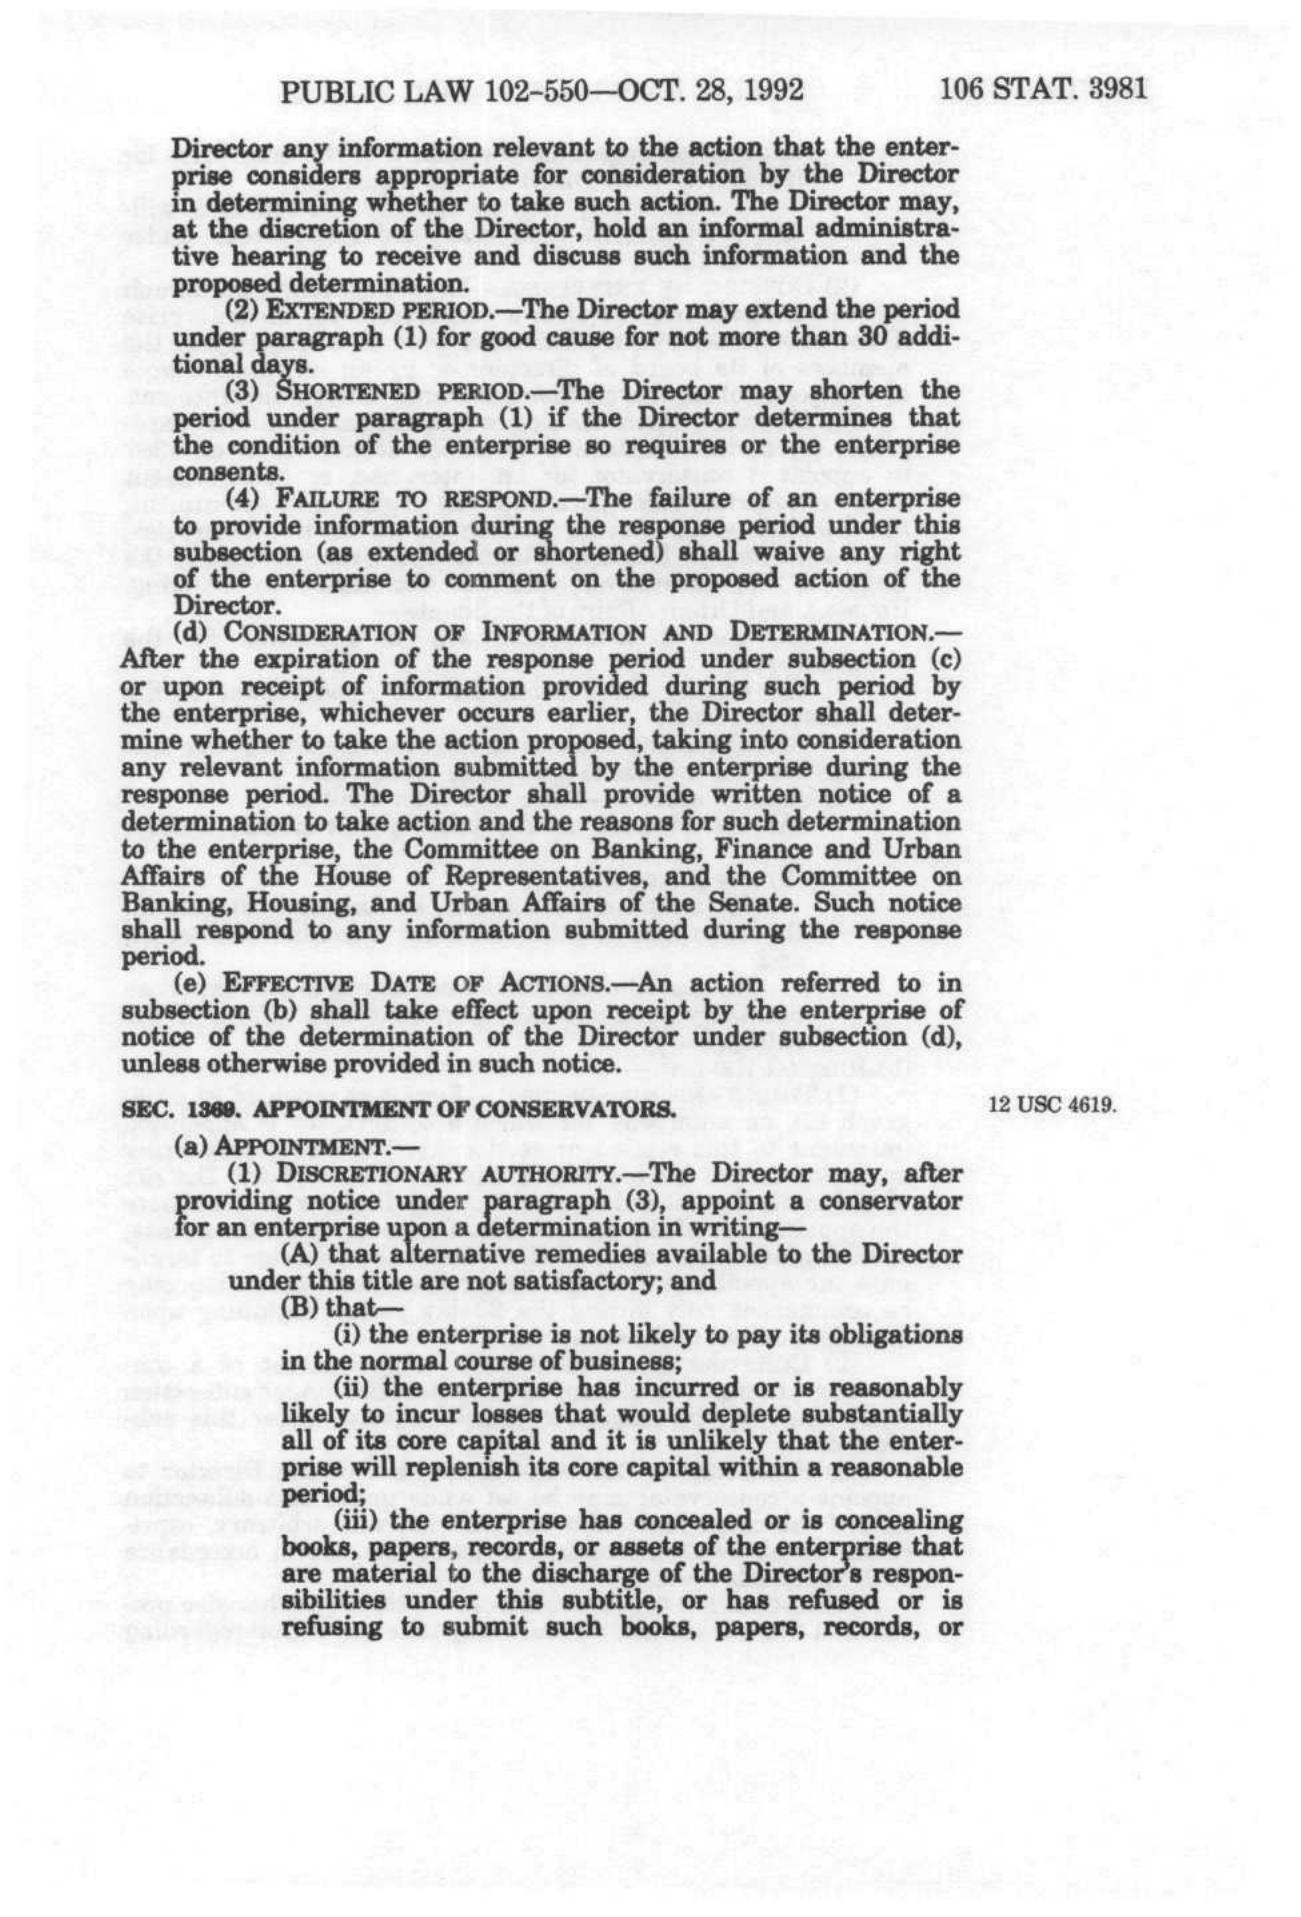 PUBLIC LAW 102-550—OCT. 28, 1992 106 STAT. 3981
Director any information relevant to the action that the enter-
prise considers appropriate for consideration by the Director
in determining whether to take such action. The Director may,
at the discretion of the Director, hold an informal administra-
tive hearing to receive and discuss such information and the
proposed determination.
(2) EXTENDED PERIOD.—The Director may extend the period
under paragraph (1) for good cause for not more than 30 addi-
tional days.
(3) SHORTENED PERIOD.—The Director may shorten the
period under paragraph (1) if the Director determines that
the condition of the enterprise so requires or the enterprise
consents.
(4) FAILURE TO RESPOND.—The failure of an enterprise
to provide information during the response period under this
subsection (as extended or shortened) shall waive any right
of the enterprise to comment on the proposed action of the
Director.
(d) CONSIDERATION OF INFORMATION AND DETERMINATION.—
After the expiration of the response period under subsection (c)
or upon receipt of information provided during such period by
the enterprise, whichever occurs earlier, the Director shall deter-
mine whether to take the action proposed, taking into consideration
any relevant information submitted by the enterprise during the
response period. The Director shall provide written notice of a
determination to take action and the reasons for such determination
to the enterprise, the Committee on Banking, Finance and Urban
Affairs of the House of Representatives, and the Committee on
Banking, Housing, and Urban Affairs of the Senate. Such notice
shall respond to any information submitted during the response
period.
(e) EFFECTIVE DATE OF ACTIONS.—An action referred to in
subsection (b) shall take effect upon receipt by the enterprise of
notice of the determination of the Director under subsection (d),
unless otherwise provided in such notice.
SEC. 1369. APPOINTMENT OF CONSERVATORS. 12 USC 4619.
(a) APPOINTMENT.—
(1) DISCRETIONARY AUTHORITY.—The Director may, after
providing notice under paragraph (3), appoint a conservator
for an enterprise upon a determination in writing—
(A) that alternative remedies available to the Director
under this title are not satisfactory; and
(B) that—
(i) the enterprise is not likely to pay its obligations
in the normal course of business;
(ii) the enterprise has incurred or is reasonably
likely to incur losses that would deplete substantially
all of its core capital and it is unlikely that the enter-
prise will replenish its core capital within a reasonable
period;
(iii) the enterprise has concealed or is concealing
books, papers, records, or assets of the enterprise that
are material to the discharge of the Director's respon-
sibilities under this subtitle, or has refused or is
refusing to submit such books, papers, records, or